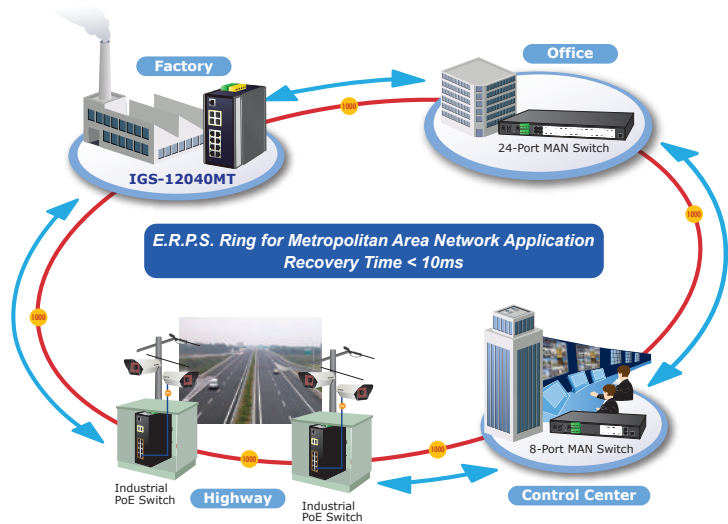 Factory
Office
1000
24-Port MAN Switch
IGS-12040MT
1000
E.R.P.S. Ring for Metropolitan Area Network Application
Recovery Time < 10ms
1000
1000
1000
8-Port MAN Switch
Industrial
PoE Switch
Highway
Industrial
PoE Switch
Control Center